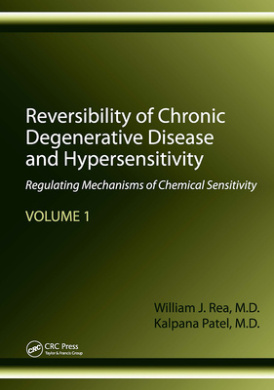 Reversibility of Chronic
Degenerative Disease
and Hypersensitivity
Regulating Mechanisms of Chemical Sensitivity
VOLUME 1
William J. Rea, M.D.
Kalpana Patel, M.D.
CRC Press
Taylor & Francis Group